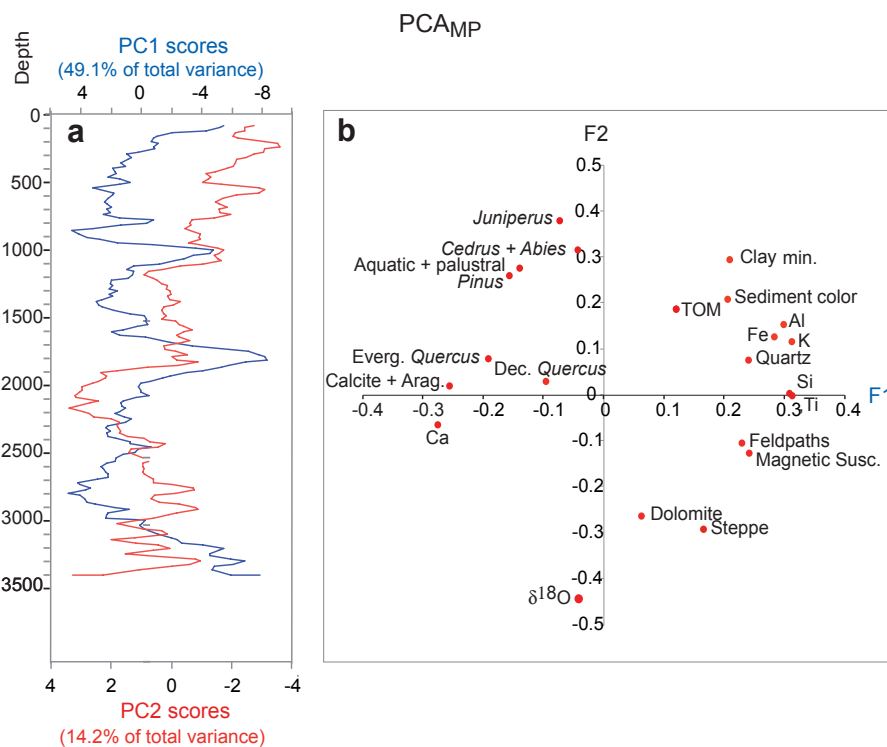 PCAMP
Depth
PC1 scores
(49.1% of total variance)
4 0 -4 -8
a
0
500
1000
1500
2000
2500
3000
3500
4 2 0 -2 -4
PC2 scores
(14.2% of total variance)
b
F2
0.5
0.4
0.3
0.2
0.1
0
-0.1
-0.2
-0.3
-0.4
-0.5
-0.4 -0.3 -0.2 -0.1 0 0.1 0.2 0.3 0.4
F1
Juniperus
Cedrus + Abies
Aquatic + palustral
Pinus
Everg. Quercus
Dec. Quercus
Calcite + Arag.
Ca
Clay min.
Sediment color
TOM
Al
Fe
K
Quartz
Si
Ti
Feldpaths
Magnetic Susc.
Dolomite
Steppe
δ18O